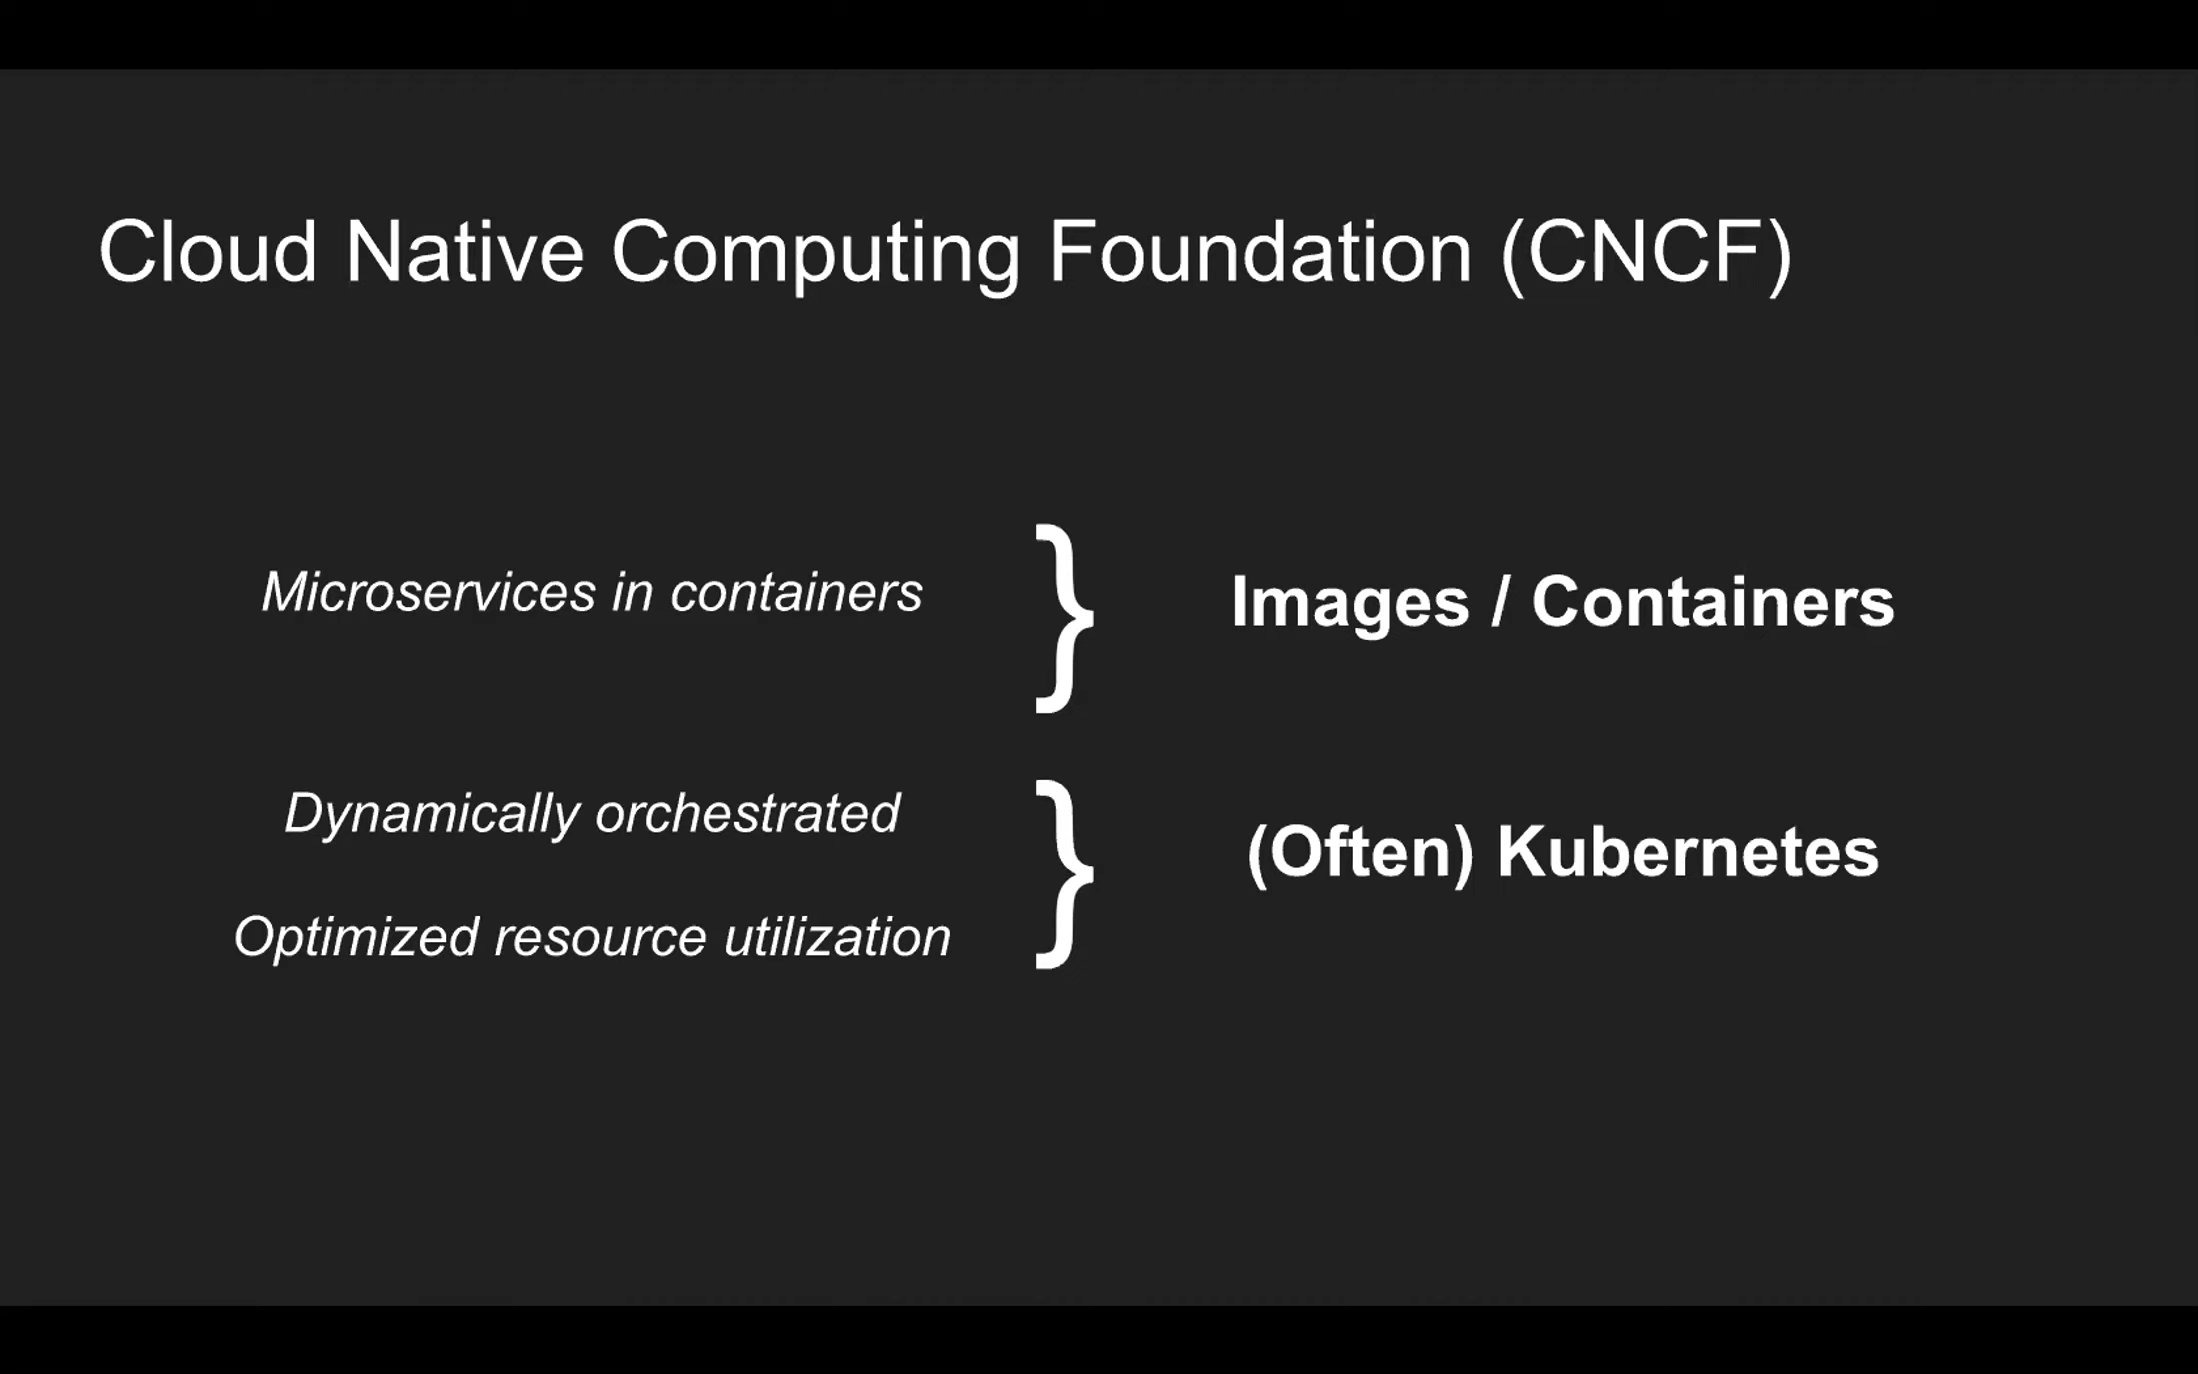 Cloud Native Computing Foundation (CNCF)
Microservices in containers
} Images / Containers
Dynamically orchestrated
Optimized resource utilization
} (Often) Kubernetes